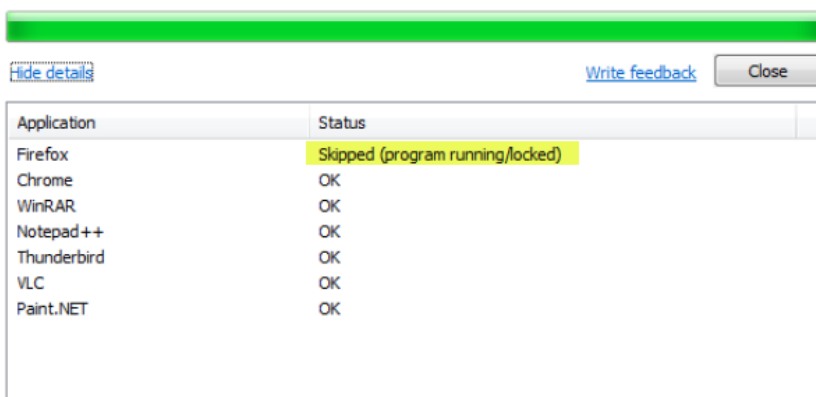 Hide details Write feedback Close
Application Status
Firefox Skipped (program running/locked)
Chrome OK
WinRAR OK
Notepad++ OK
Thunderbird OK
VLC OK
Paint.NET OK